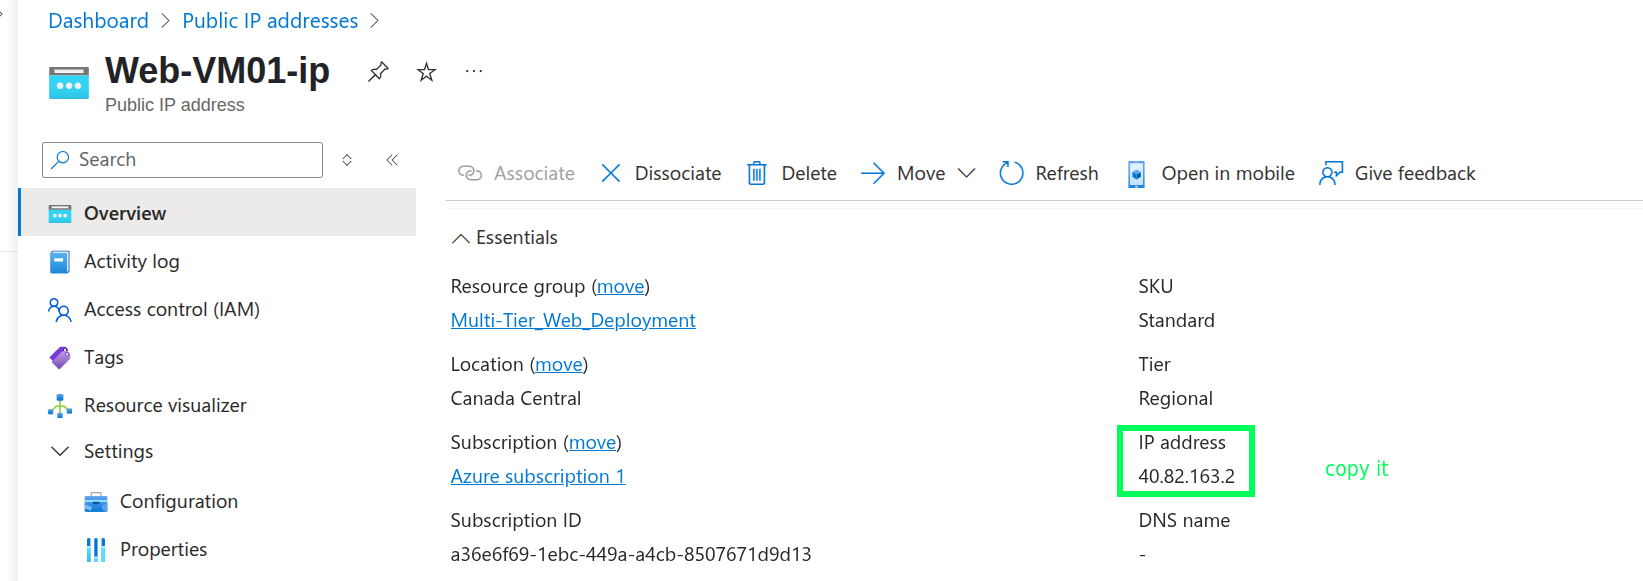 Dashboard > Public IP addresses >
Web-VM01-ip
Public IP address
Search
Associate Dissociate Delete Move Refresh Open in mobile Give feedback
Overview
Activity log
Access control (IAM)
Tags
Resource visualizer
Settings
Configuration
Properties
Essentials
Resource group (move)
Multi-Tier_Web_Deployment
Location (move)
Canada Central
Subscription (move)
Azure subscription 1
Subscription ID
a36e6f69-1ebc-449a-a4cb-8507671d9d13
SKU
Standard
Tier
Regional
IP address
40.82.163.2
copy it
DNS name
-